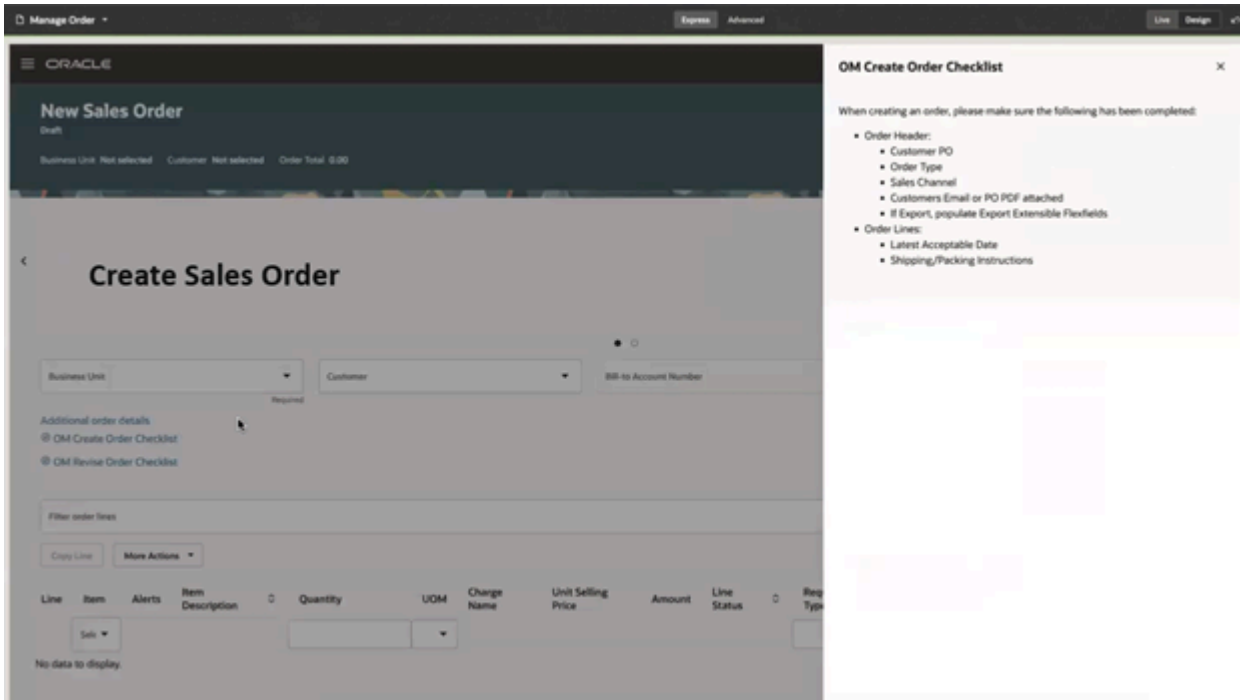 Manage Order
Express Advanced
Live Design
ORACLE
New Sales Order
Draft
Business Unit Not selected Customer Not selected Order Total 0.00
Create Sales Order
Business Unit
Required
Customer
Bill-to Account Number
Additional order details
OM Create Order Checklist
OM Revise Order Checklist
Filter order lines
Copy Line More Actions
Line Item Alerts Item Description Quantity UOM Charge Name Unit Selling Price Amount Line Status Req Type
Sele
No data to display.
OM Create Order Checklist
When creating an order, please make sure the following has been completed:
Order Header:
Customer PO
Order Type
Sales Channel
Customers Email or PO PDF attached
If Export, populate Export Extensible Flexfields
Order Lines:
Latest Acceptable Date
Shipping/Packing Instructions